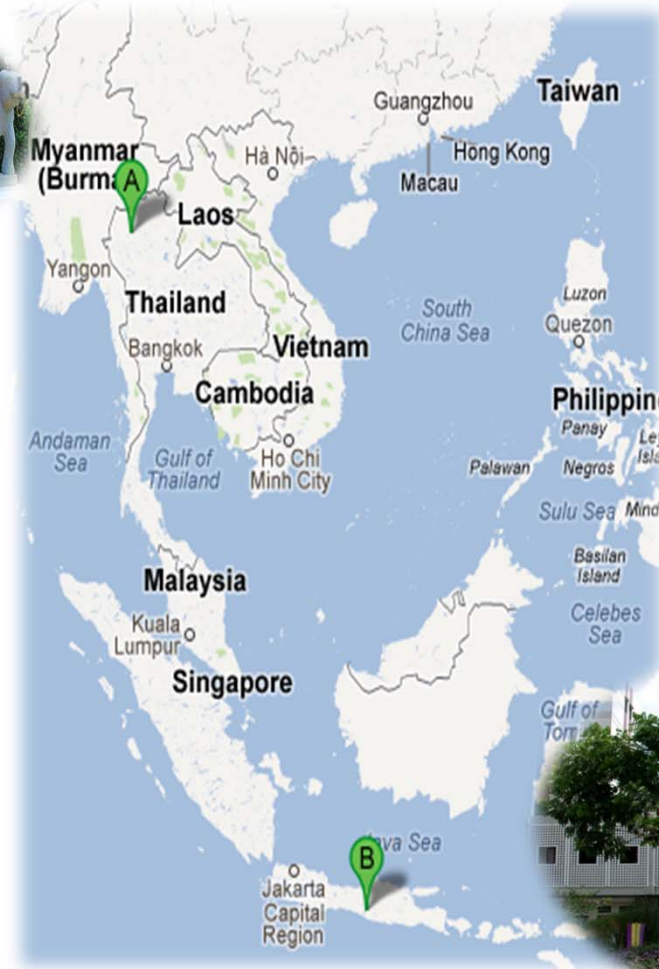 Guangzhou
Taiwan
Hong Kong
Macau
Myanmar
(Burma
A
Hà Nội
Laos
Yangon
Thailand
Bangkok
Vietnam
Cambodia
South
China Sea
Luzon
Quezon
Philippin
Andaman
Sea
Gulf of
Thailand
Ho Chi
Minh City
Panay
Palawan
Negros
Sulu Sea
Mind
Basilan
Island
Celebes
Sea
Malaysia
Kuala
Lumpur
Singapore
Gulf of
B
Java Sea
Jakarta
Capital
Region